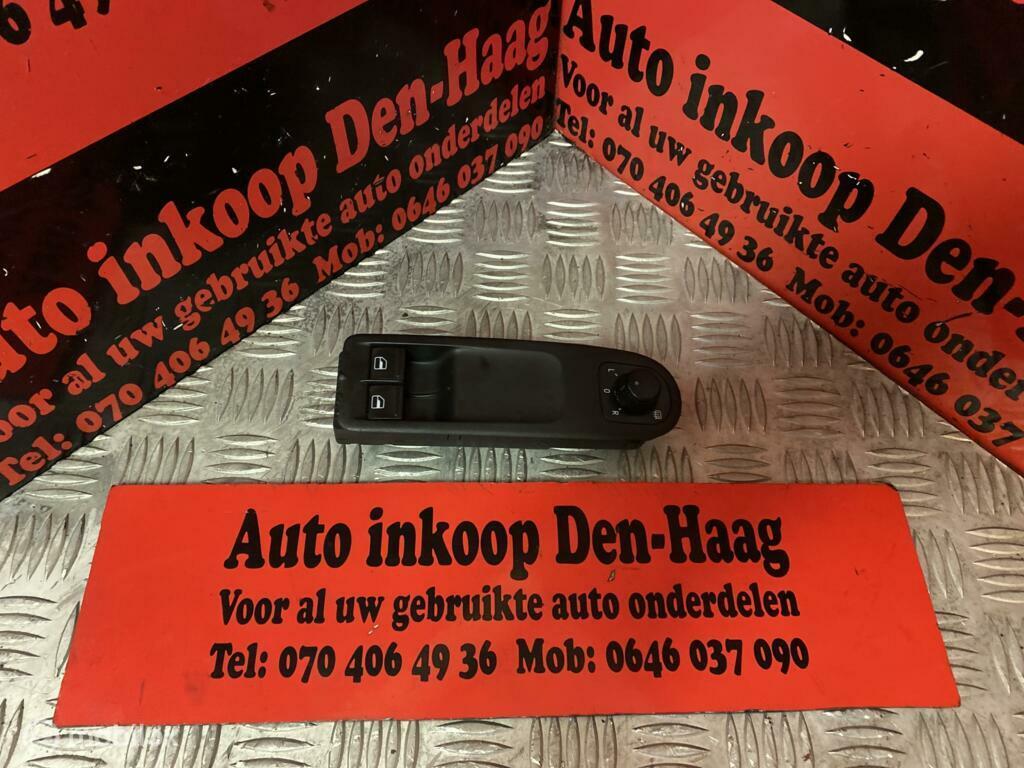 Auto inkoop Den-Haag
Voor al uw gebruikte auto onderdelen
Tel: 070 406 49 36 Mob: 0646 037 090
Auto inkoop Den-
Voor al uw gebruikte auto onderdelen
Tel: 070 406 49 36 Mob: 0646 037
L
O
R
Auto inkoop Den-Haag
Voor al uw gebruikte auto onderdelen
Tel: 070 406 49 36 Mob: 0646 037 090